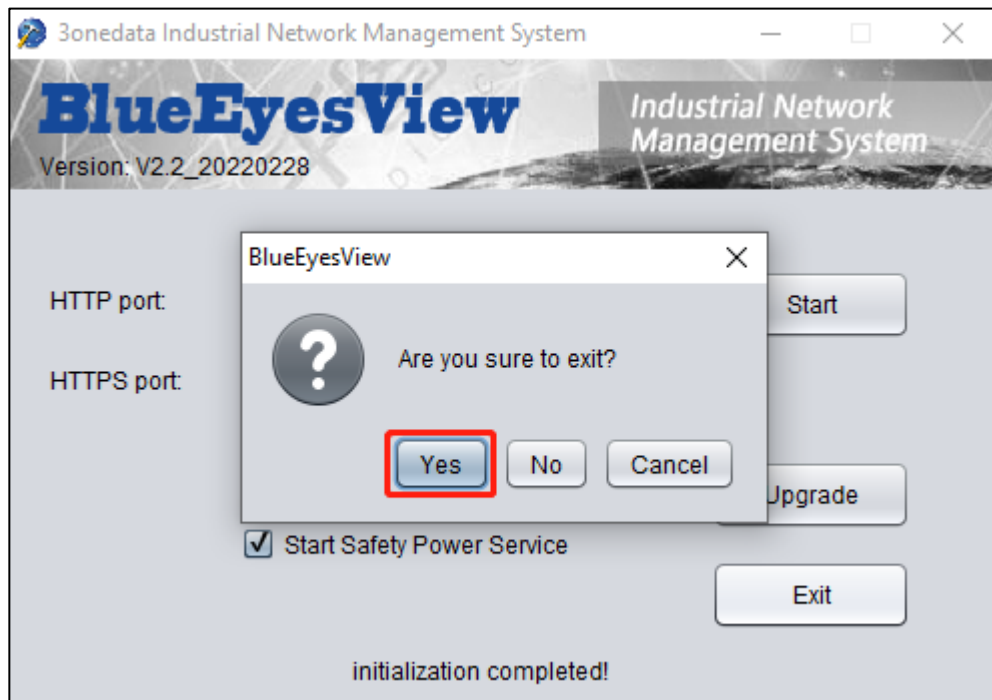 3onedata Industrial Network Management System
BlueEyesView
Industrial Network
Management System
Version: V2.2_20220228
BlueEyesView
HTTP port:
Start
Are you sure to exit?
HTTPS port:
Yes No Cancel
Upgrade
Start Safety Power Service
Exit
initialization completed!